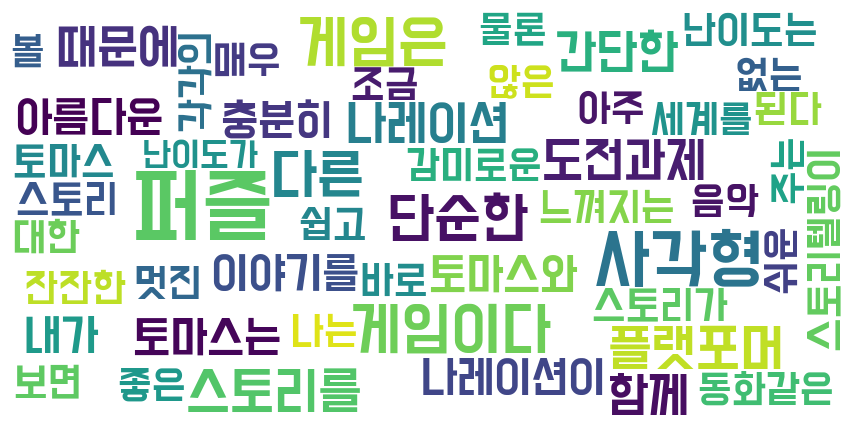 볼
때문에
각각의
매우
게임은
물론
간단한
난이도는
조금
않은
없는
아름다운
충분히
나레이션
아주
세계를
된다
토마스
난이도가
다른
감미로운
도전과제
주는
스토리텔링이
스토리
퍼즐
쉽고
단순한
느껴지는
음악
대한
사각형
쉬운
잔잔한
멋진
이야기를
바로
토마스와
스토리가
내가
토마스는
나는
게임이다
플랫포머
보면
좋은
스토리를
나레이션이
함께
동화같은